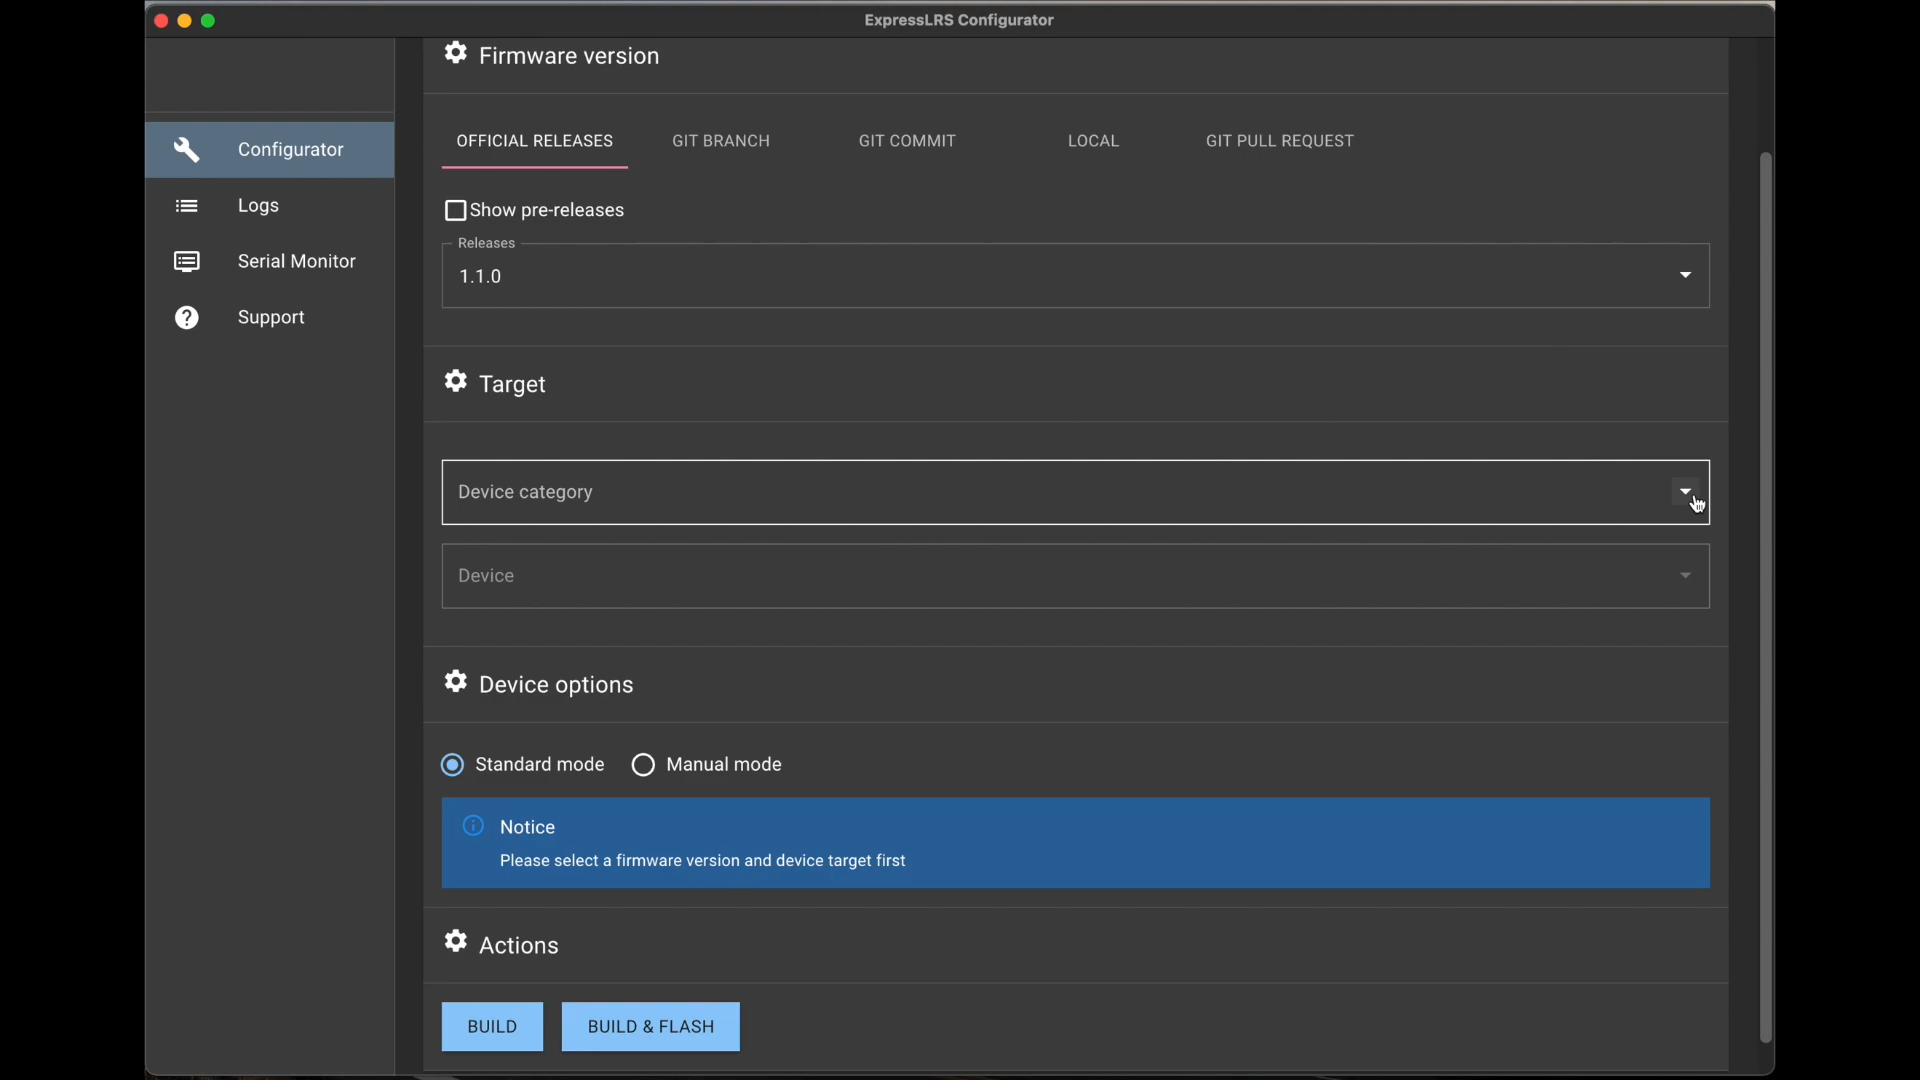 ExpressLRS Configurator
Configurator
Logs
Serial Monitor
Support
Firmware version
OFFICIAL RELEASES GIT BRANCH GIT COMMIT LOCAL GIT PULL REQUEST
Show pre-releases
Releases
1.1.0
Target
Device category
Device
Device options
Standard mode Manual mode
Notice
Please select a firmware version and device target first
Actions
BUILD BUILD & FLASH